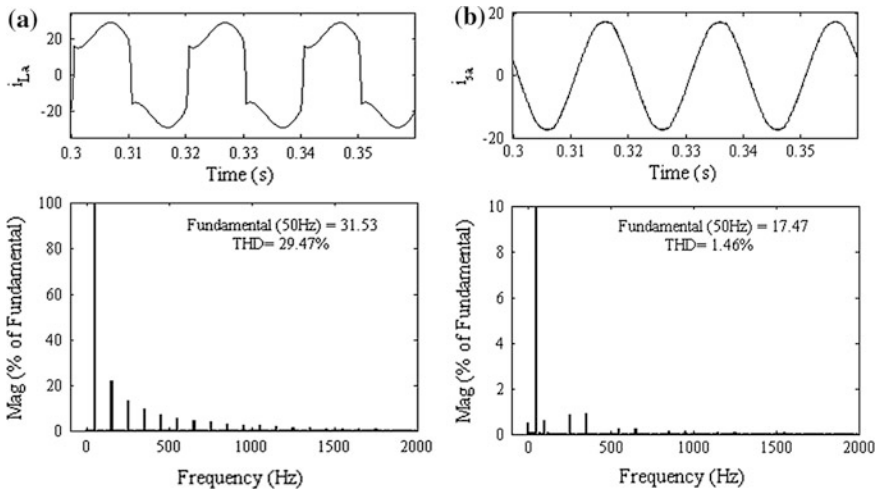 (a)
i_La
20
0
-20
0.3 0.31 0.32 0.33 0.34 0.35
Time (s)
Mag (% of Fundamental)
100
80
60
40
20
0
Fundamental (50Hz) = 31.53
THD= 29.47%
0 500 1000 1500 2000
Frequency (Hz)
(b)
i_sa
20
0
-20
0.3 0.31 0.32 0.33 0.34 0.35
Time (s)
Mag (% of Fundamental)
10
8
6
4
2
0
Fundamental (50Hz) = 17.47
THD= 1.46%
0 500 1000 1500 2000
Frequency (Hz)